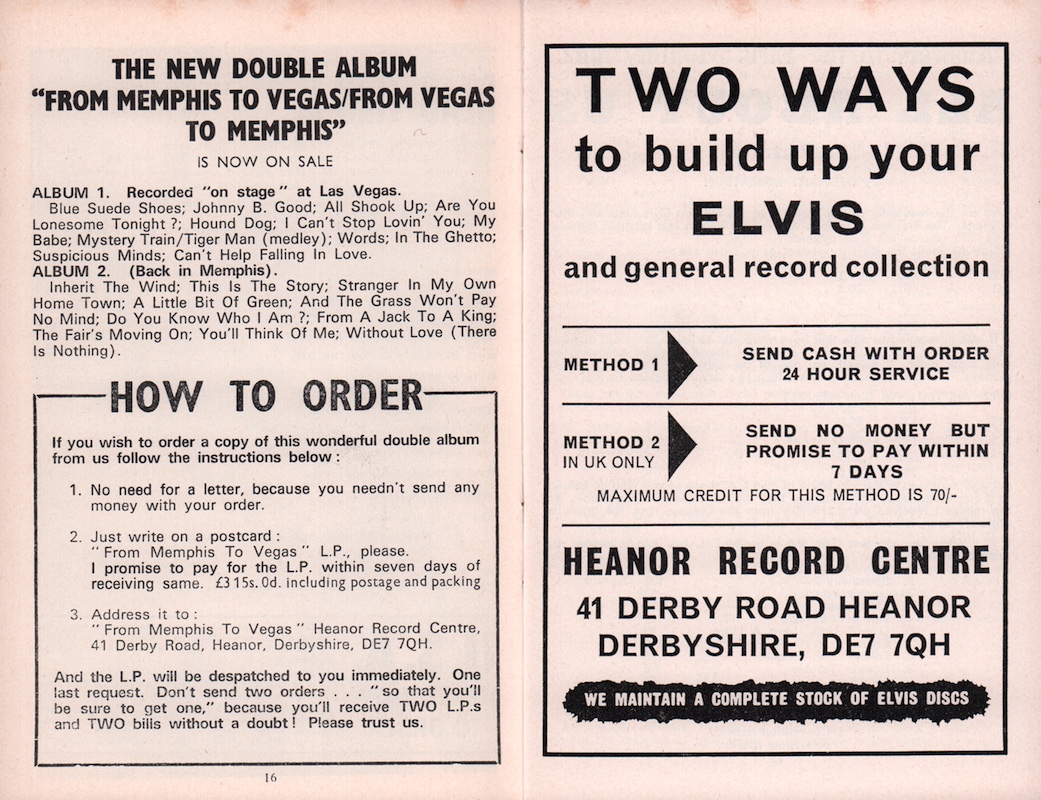 THE NEW DOUBLE ALBUM
"FROM MEMPHIS TO VEGAS/FROM VEGAS
TO MEMPHIS"
IS NOW ON SALE
ALBUM 1. Recorded "on stage" at Las Vegas.
Blue Suede Shoes; Johnny B. Good; All Shook Up; Are You
Lonesome Tonight ?; Hound Dog; I Can't Stop Lovin' You; My
Babe; Mystery Train/Tiger Man (medley); Words; In The Ghetto;
Suspicious Minds; Can't Help Falling In Love.
ALBUM 2. (Back in Memphis).
Inherit The Wind; This Is The Story; Stranger In My Own
Home Town; A Little Bit Of Green; And The Grass Won't Pay
No Mind; Do You Know Who I Am ?; From A Jack To A King;
The Fair's Moving On; You'll Think Of Me; Without Love (There
Is Nothing).
HOW TO ORDER
If you wish to order a copy of this wonderful double album
from us follow the instructions below :
1. No need for a letter, because you needn't send any
money with your order.
2. Just write on a postcard :
"From Memphis To Vegas" L.P., please.
I promise to pay for the L.P. within seven days of
receiving same. £3 15s. 0d. including postage and packing
3. Address it to :
"From Memphis To Vegas" Heanor Record Centre,
41 Derby Road, Heanor, Derbyshire, DE7 7QH.
And the L.P. will be despatched to you immediately. One
last request. Don't send two orders . . . "so that you'll
be sure to get one," because you'll receive TWO L.P.s
and TWO bills without a doubt! Please trust us.
16
TWO WAYS
to build up your
ELVIS
and general record collection
METHOD 1
SEND CASH WITH ORDER
24 HOUR SERVICE
METHOD 2
IN UK ONLY
SEND NO MONEY BUT
PROMISE TO PAY WITHIN
7 DAYS
MAXIMUM CREDIT FOR THIS METHOD IS 70/-
HEANOR RECORD CENTRE
41 DERBY ROAD HEANOR
DERBYSHIRE, DE7 7QH
WE MAINTAIN A COMPLETE STOCK OF ELVIS DISCS